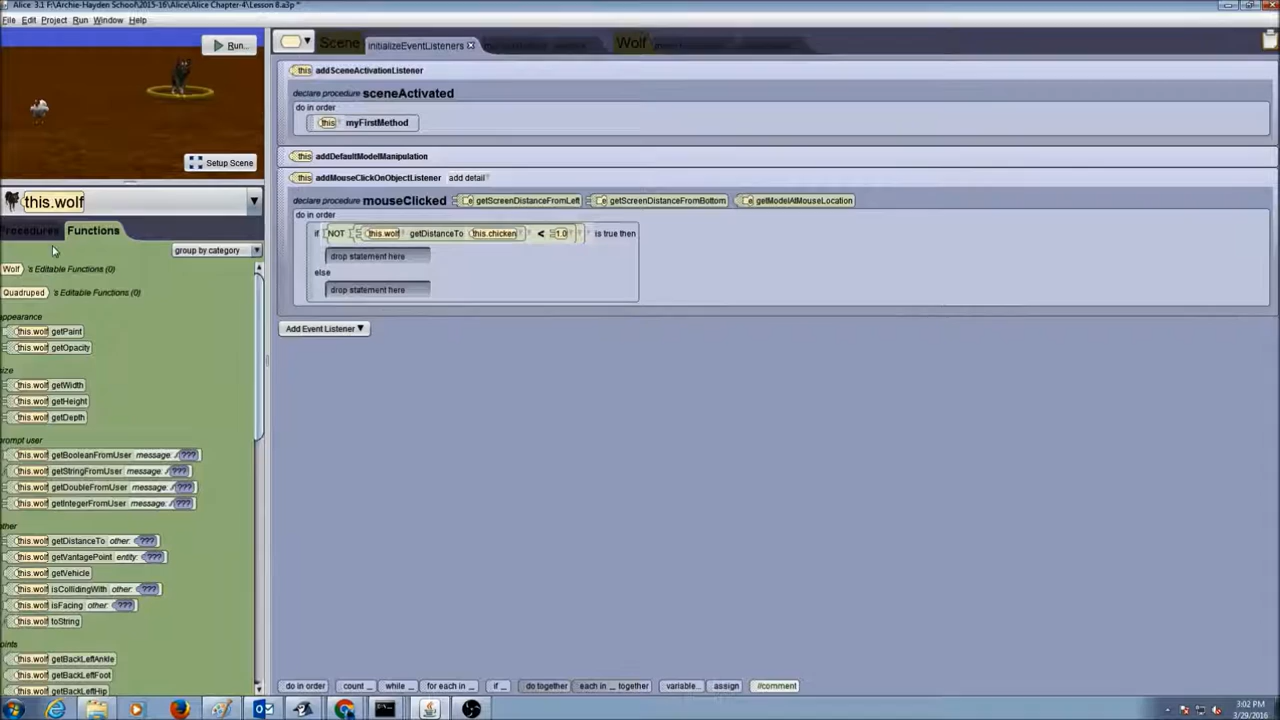 Alice 3.1 F:\Archie-Hayden School\2015-16\Alice\Alice Chapter-4\Lesson 8.a3p *
File Edit Project Run Window Help
Run...
Setup Scene
this.wolf
Procedures Functions
group by category
Wolf 's Editable Functions (0)
Quadruped 's Editable Functions (0)
appearance
this.wolf getPaint
this.wolf getOpacity
size
this.wolf getWidth
this.wolf getHeight
this.wolf getDepth
prompt user
this.wolf getBooleanFromUser message: ???
this.wolf getStringFromUser message: ???
this.wolf getDoubleFromUser message: ???
this.wolf getIntegerFromUser message: ???
other
this.wolf getDistanceTo other: ???
this.wolf getVantagePoint entity: ???
this.wolf getVehicle
this.wolf isCollidingWith other: ???
this.wolf isFacing other: ???
this.wolf toString
points
this.wolf getBackLeftAnkle
this.wolf getBackLeftFoot
this.wolf getBackLeftHip
Scene initializeEventListeners Wolf
this addSceneActivationListener
declare procedure sceneActivated
do in order
this myFirstMethod
this addDefaultModelManipulation
this addMouseClickOnObjectListener add detail
declare procedure mouseClicked getScreenDistanceFromLeft getScreenDistanceFromBottom getModelAtMouseLocation
do in order
if NOT this.wolf getDistanceTo this.chicken < 1.0 is true then
drop statement here
else
drop statement here
Add Event Listener
do in order count _ while _ for each in _ if _ do together each in _ together variable... assign //comment
3:02 PM
3/29/2016